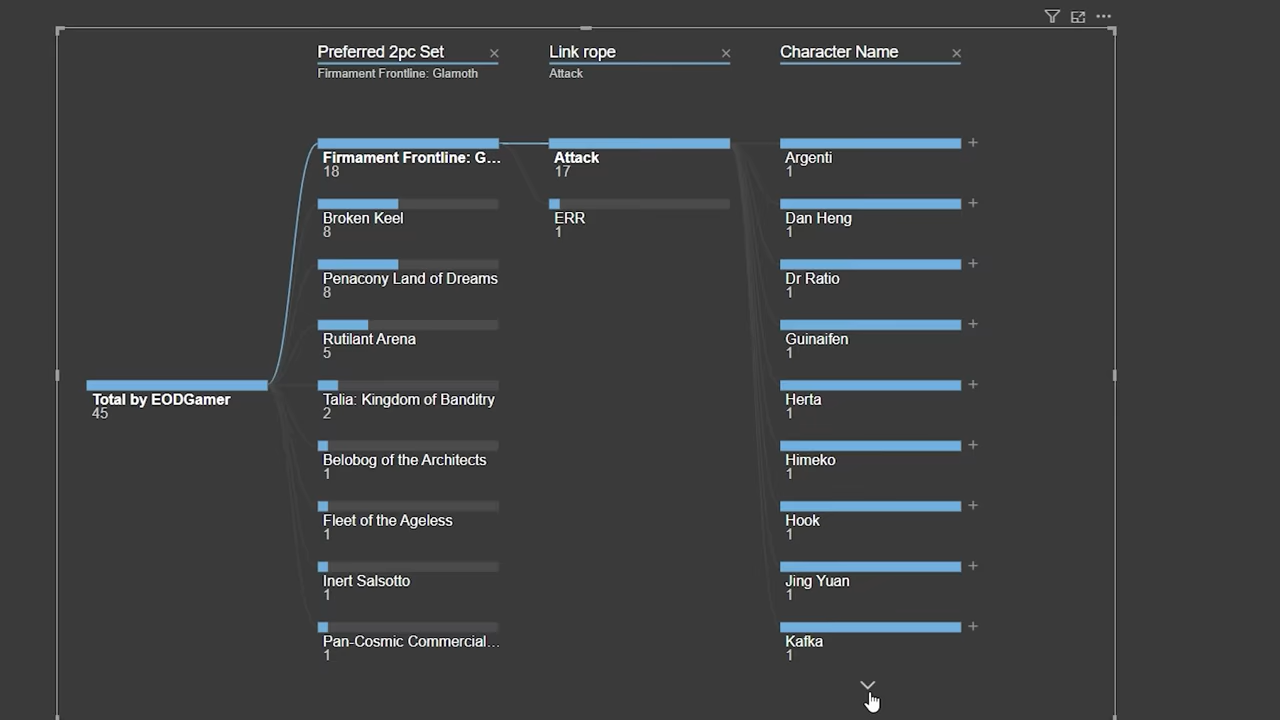 Preferred 2pc Set
Firmament Frontline: Glamoth
Link rope
Attack
Character Name
Total by EODGamer
45
Firmament Frontline: G...
18
Broken Keel
8
Penacony Land of Dreams
8
Rutilant Arena
5
Talia: Kingdom of Banditry
2
Belobog of the Architects
1
Fleet of the Ageless
1
Inert Salsotto
1
Pan-Cosmic Commercial...
1
Attack
17
ERR
1
Argenti
1
Dan Heng
1
Dr Ratio
1
Guinaifen
1
Herta
1
Himeko
1
Hook
1
Jing Yuan
1
Kafka
1